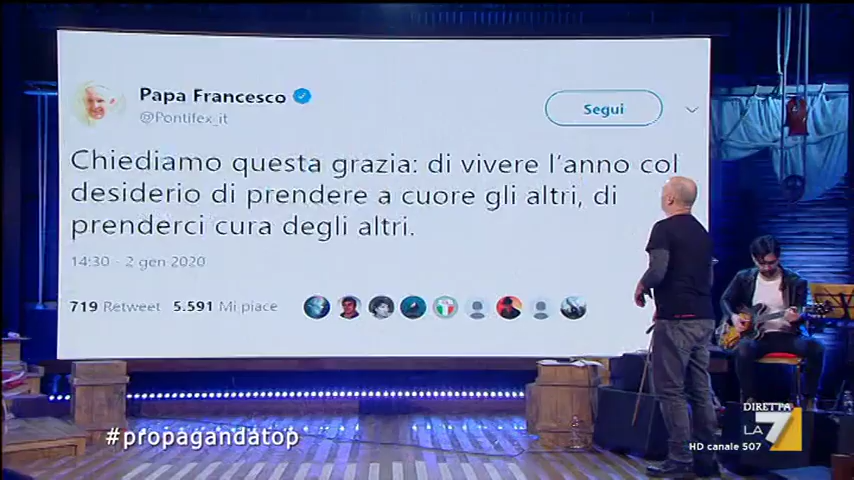 Papa Francesco
@Pontifex_it
Segui
Chiediamo questa grazia: di vivere l'anno col
desiderio di prendere a cuore gli altri, di
prenderci cura degli altri.
14:30 - 2 gen 2020
719 Retweet 5.591 Mi piace
#propagandatop
DIRETTA
LA7
HD canale 507